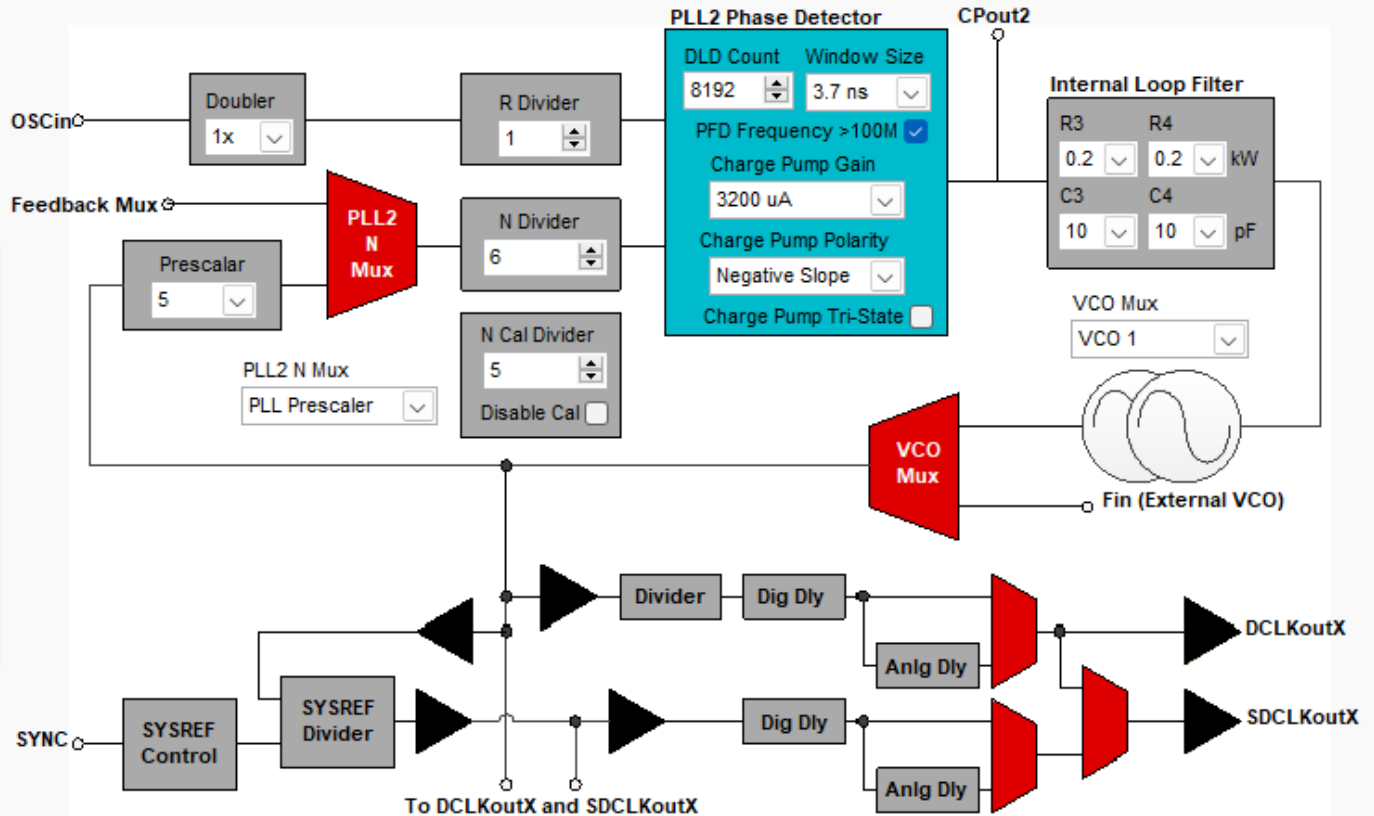 PLL2 Phase Detector
CPout2
DLD Count
Window Size
8192
3.7 ns
PFD Frequency >100M
Charge Pump Gain
3200 uA
Charge Pump Polarity
Negative Slope
Charge Pump Tri-State
Internal Loop Filter
R3
R4
0.2
0.2
kW
C3
C4
10
10
pF
OSCin
Doubler
1x
R Divider
1
Feedback Mux
PLL2
N
Mux
N Divider
6
Prescalar
5
N Cal Divider
5
Disable Cal
PLL2 N Mux
PLL Prescaler
VCO Mux
VCO 1
VCO
Mux
Fin (External VCO)
Divider
Dig Dly
Anlg Dly
DCLKoutX
SYNC
SYSREF
Control
SYSREF
Divider
Dig Dly
Anlg Dly
SDCLKoutX
To DCLKoutX and SDCLKoutX